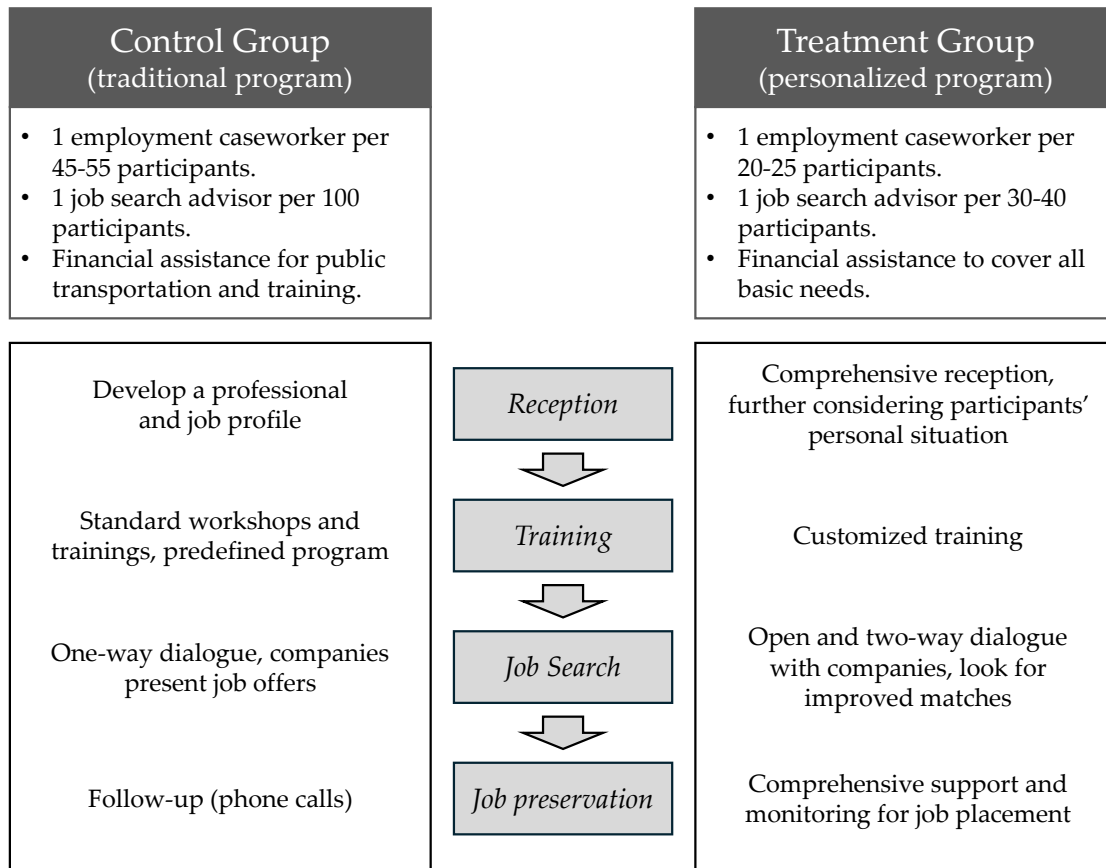 Control Group
(traditional program)
• 1 employment caseworker per
45-55 participants.
• 1 job search advisor per 100
participants.
• Financial assistance for public
transportation and training.
Treatment Group
(personalized program)
• 1 employment caseworker per
20-25 participants.
• 1 job search advisor per 30-40
participants.
• Financial assistance to cover all
basic needs.
Develop a professional
and job profile
Reception
Comprehensive reception,
further considering participants’
personal situation
Standard workshops and
trainings, predefined program
Training
Customized training
One-way dialogue, companies
present job offers
Job Search
Open and two-way dialogue
with companies, look for
improved matches
Follow-up (phone calls)
Job preservation
Comprehensive support and
monitoring for job placement